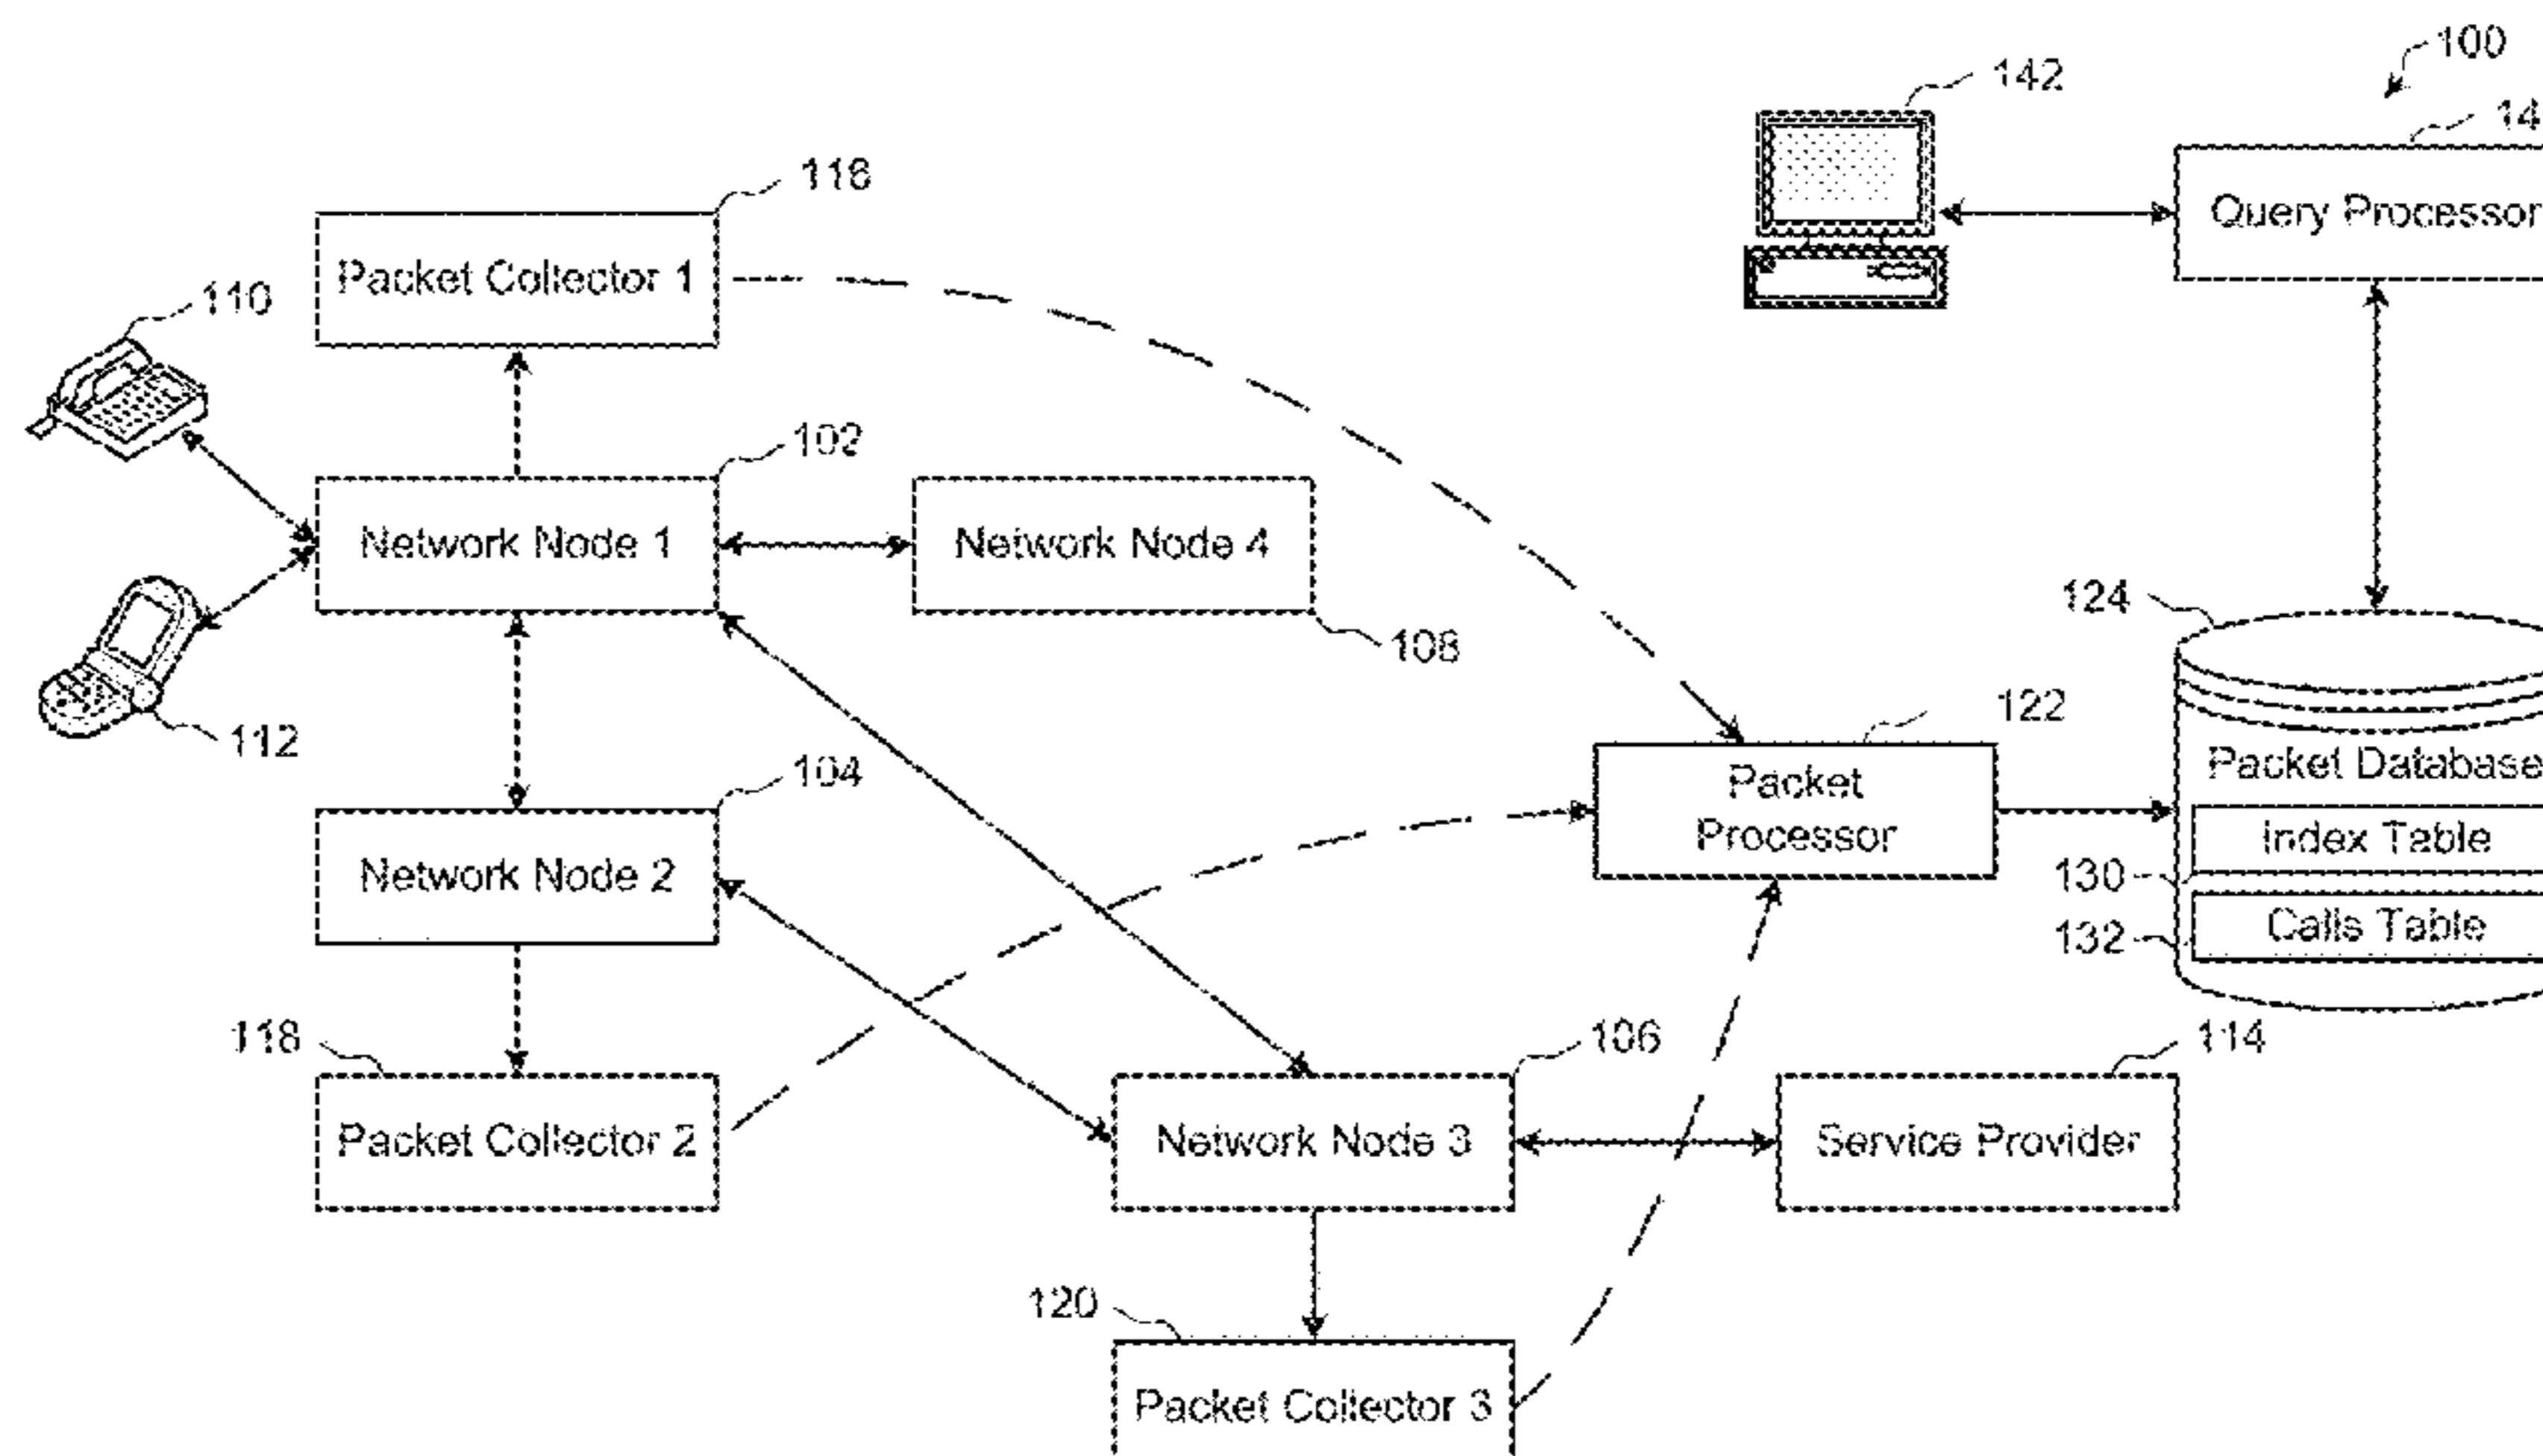 100
142
14
Query Processor
116
Packet Collector 1
110
102
Network Node 1
Network Node 4
108
112
124
122
104
Packet
Processor
Packet Database
Index Table
130
Calls Table
132
Network Node 2
118
Packet Collector 2
106
Network Node 3
114
Service Provider
120
Packet Collector 3